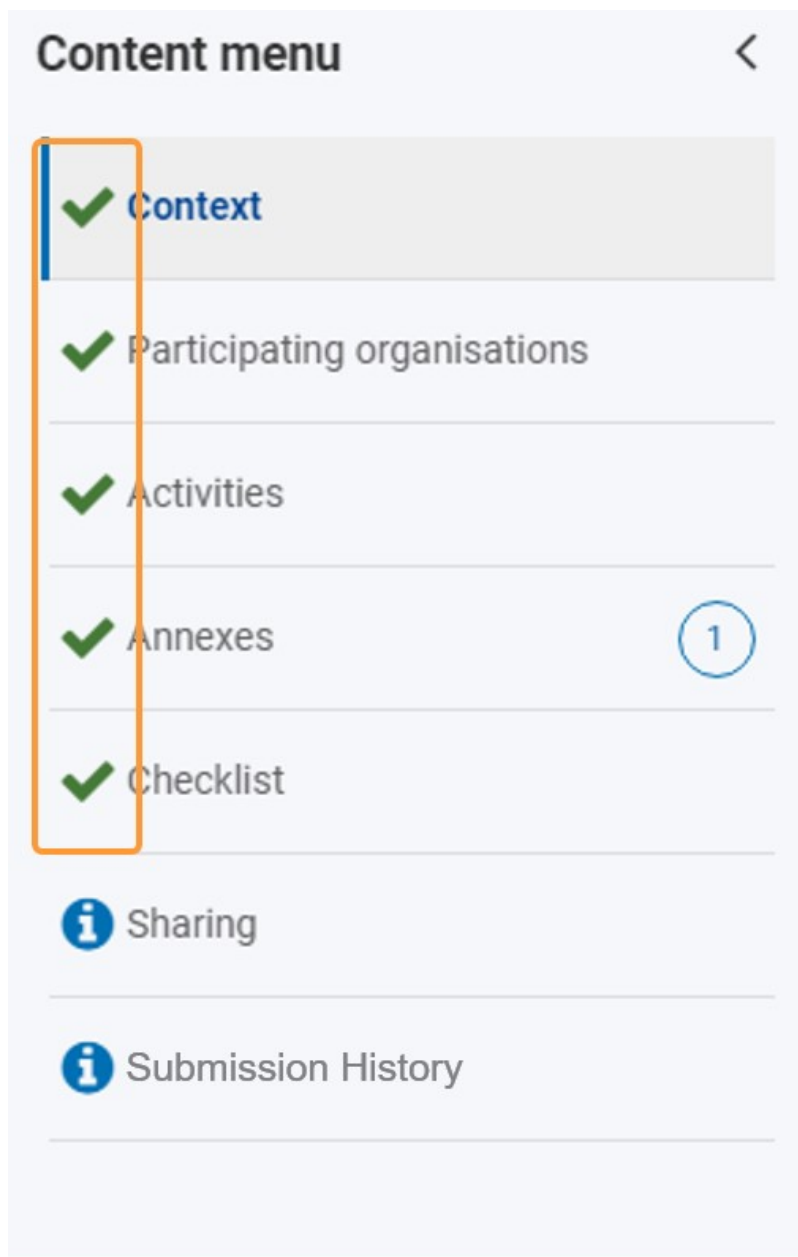 Content menu
Context
Participating organisations
Activities
Annexes
1
Checklist
Sharing
Submission History